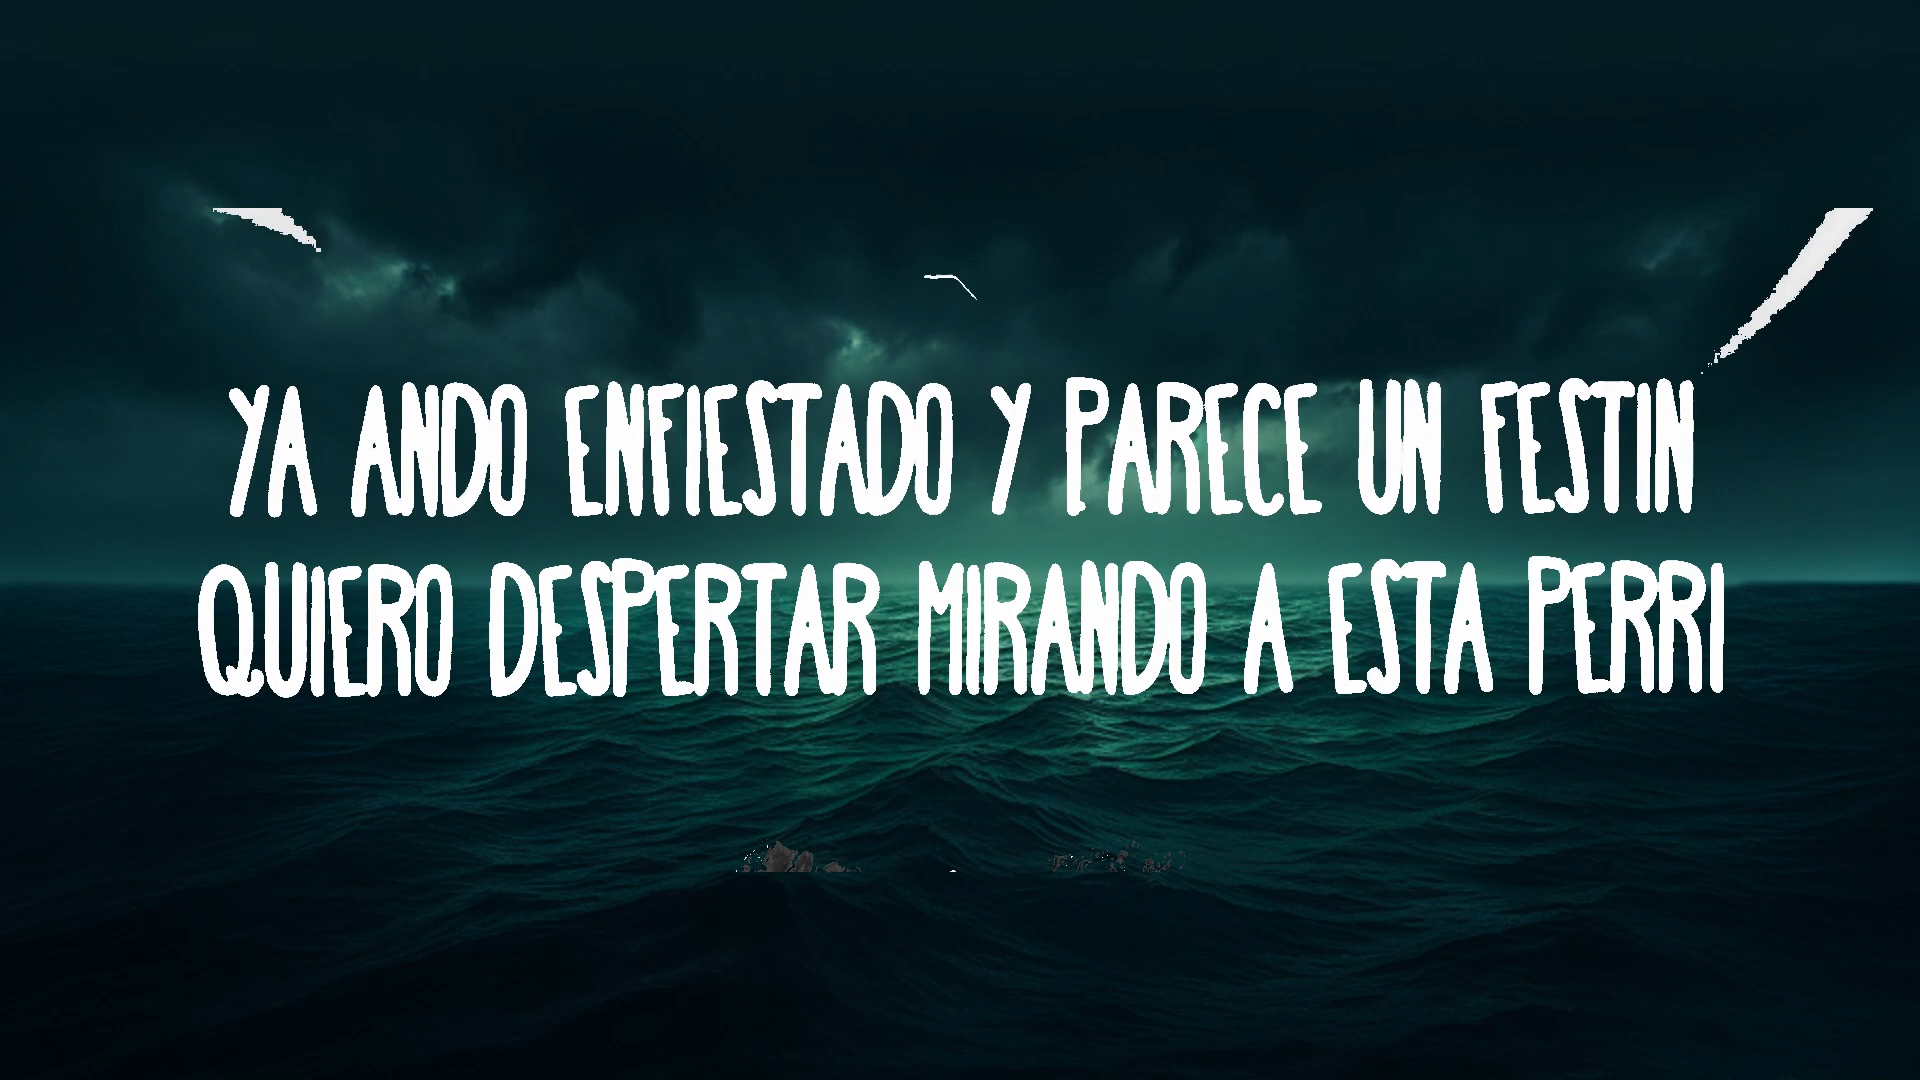 YA ANDO ENFIESTADO Y PARECE UN FESTIN
QUIERO DESPERTAR MIRANDO A ESTA PERRI